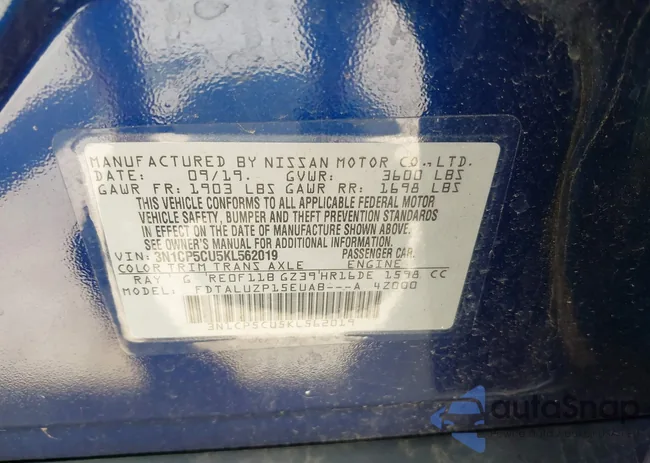 MANUFACTURED BY NISSAN MOTOR CO., LTD.
DATE: 09/19. GVWR: 3600 LBS
GAWR FR: 1903 LBS GAWR RR: 1698 LBS
THIS VEHICLE CONFORMS TO ALL APPLICABLE FEDERAL MOTOR
VEHICLE SAFETY, BUMPER AND THEFT PREVENTION STANDARDS
IN EFFECT ON THE DATE OF MANUFACTURE SHOWN ABOVE.
SEE OWNER'S MANUAL FOR ADDITIONAL INFORMATION.
VIN: 3N1CP5CU5KL562019 PASSENGER CAR.
COLOR TRIM TRANS AXLE ENGINE
RAY G RE0F11B GZ39 HR16DE 1598 CC
MODEL: FDTALUZP15EUAB---A 4Z000
3N1CP5CU5KL562019
autoSnap